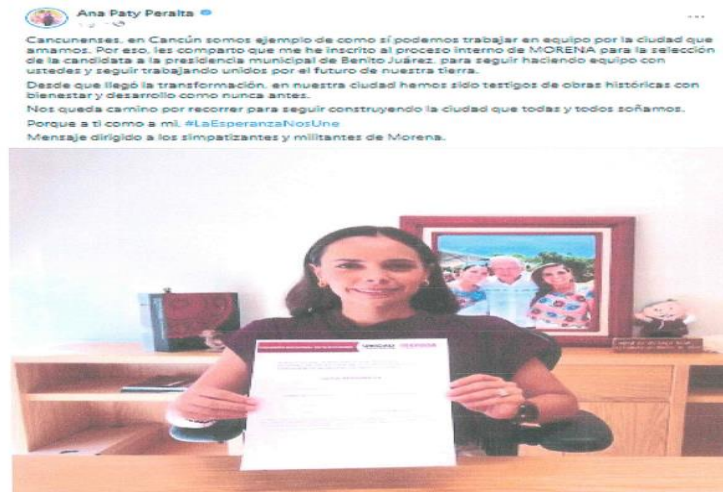 Ana Paty Peralta
Cancunenses, en Cancún somos ejemplo de como sí podemos trabajar en equipo por la ciudad que
amamos. Por eso, les comparto que me he inscrito al proceso interno de MORENA para la selección
de la candidata a la presidencia municipal de Benito Juárez, para seguir haciendo equipo con
ustedes y seguir trabajando unidos por el futuro de nuestra tierra.
Desde que llegó la transformación, en nuestra ciudad hemos sido testigos de obras históricas con
bienestar y desarrollo como nunca antes.
Nos queda camino por recorrer para seguir construyendo la ciudad que todas y todos soñamos.
Porque a ti como a mi, #LaEsperanzaNosUne
Mensaje dirigido a los simpatizantes y militantes de Morena.
morena